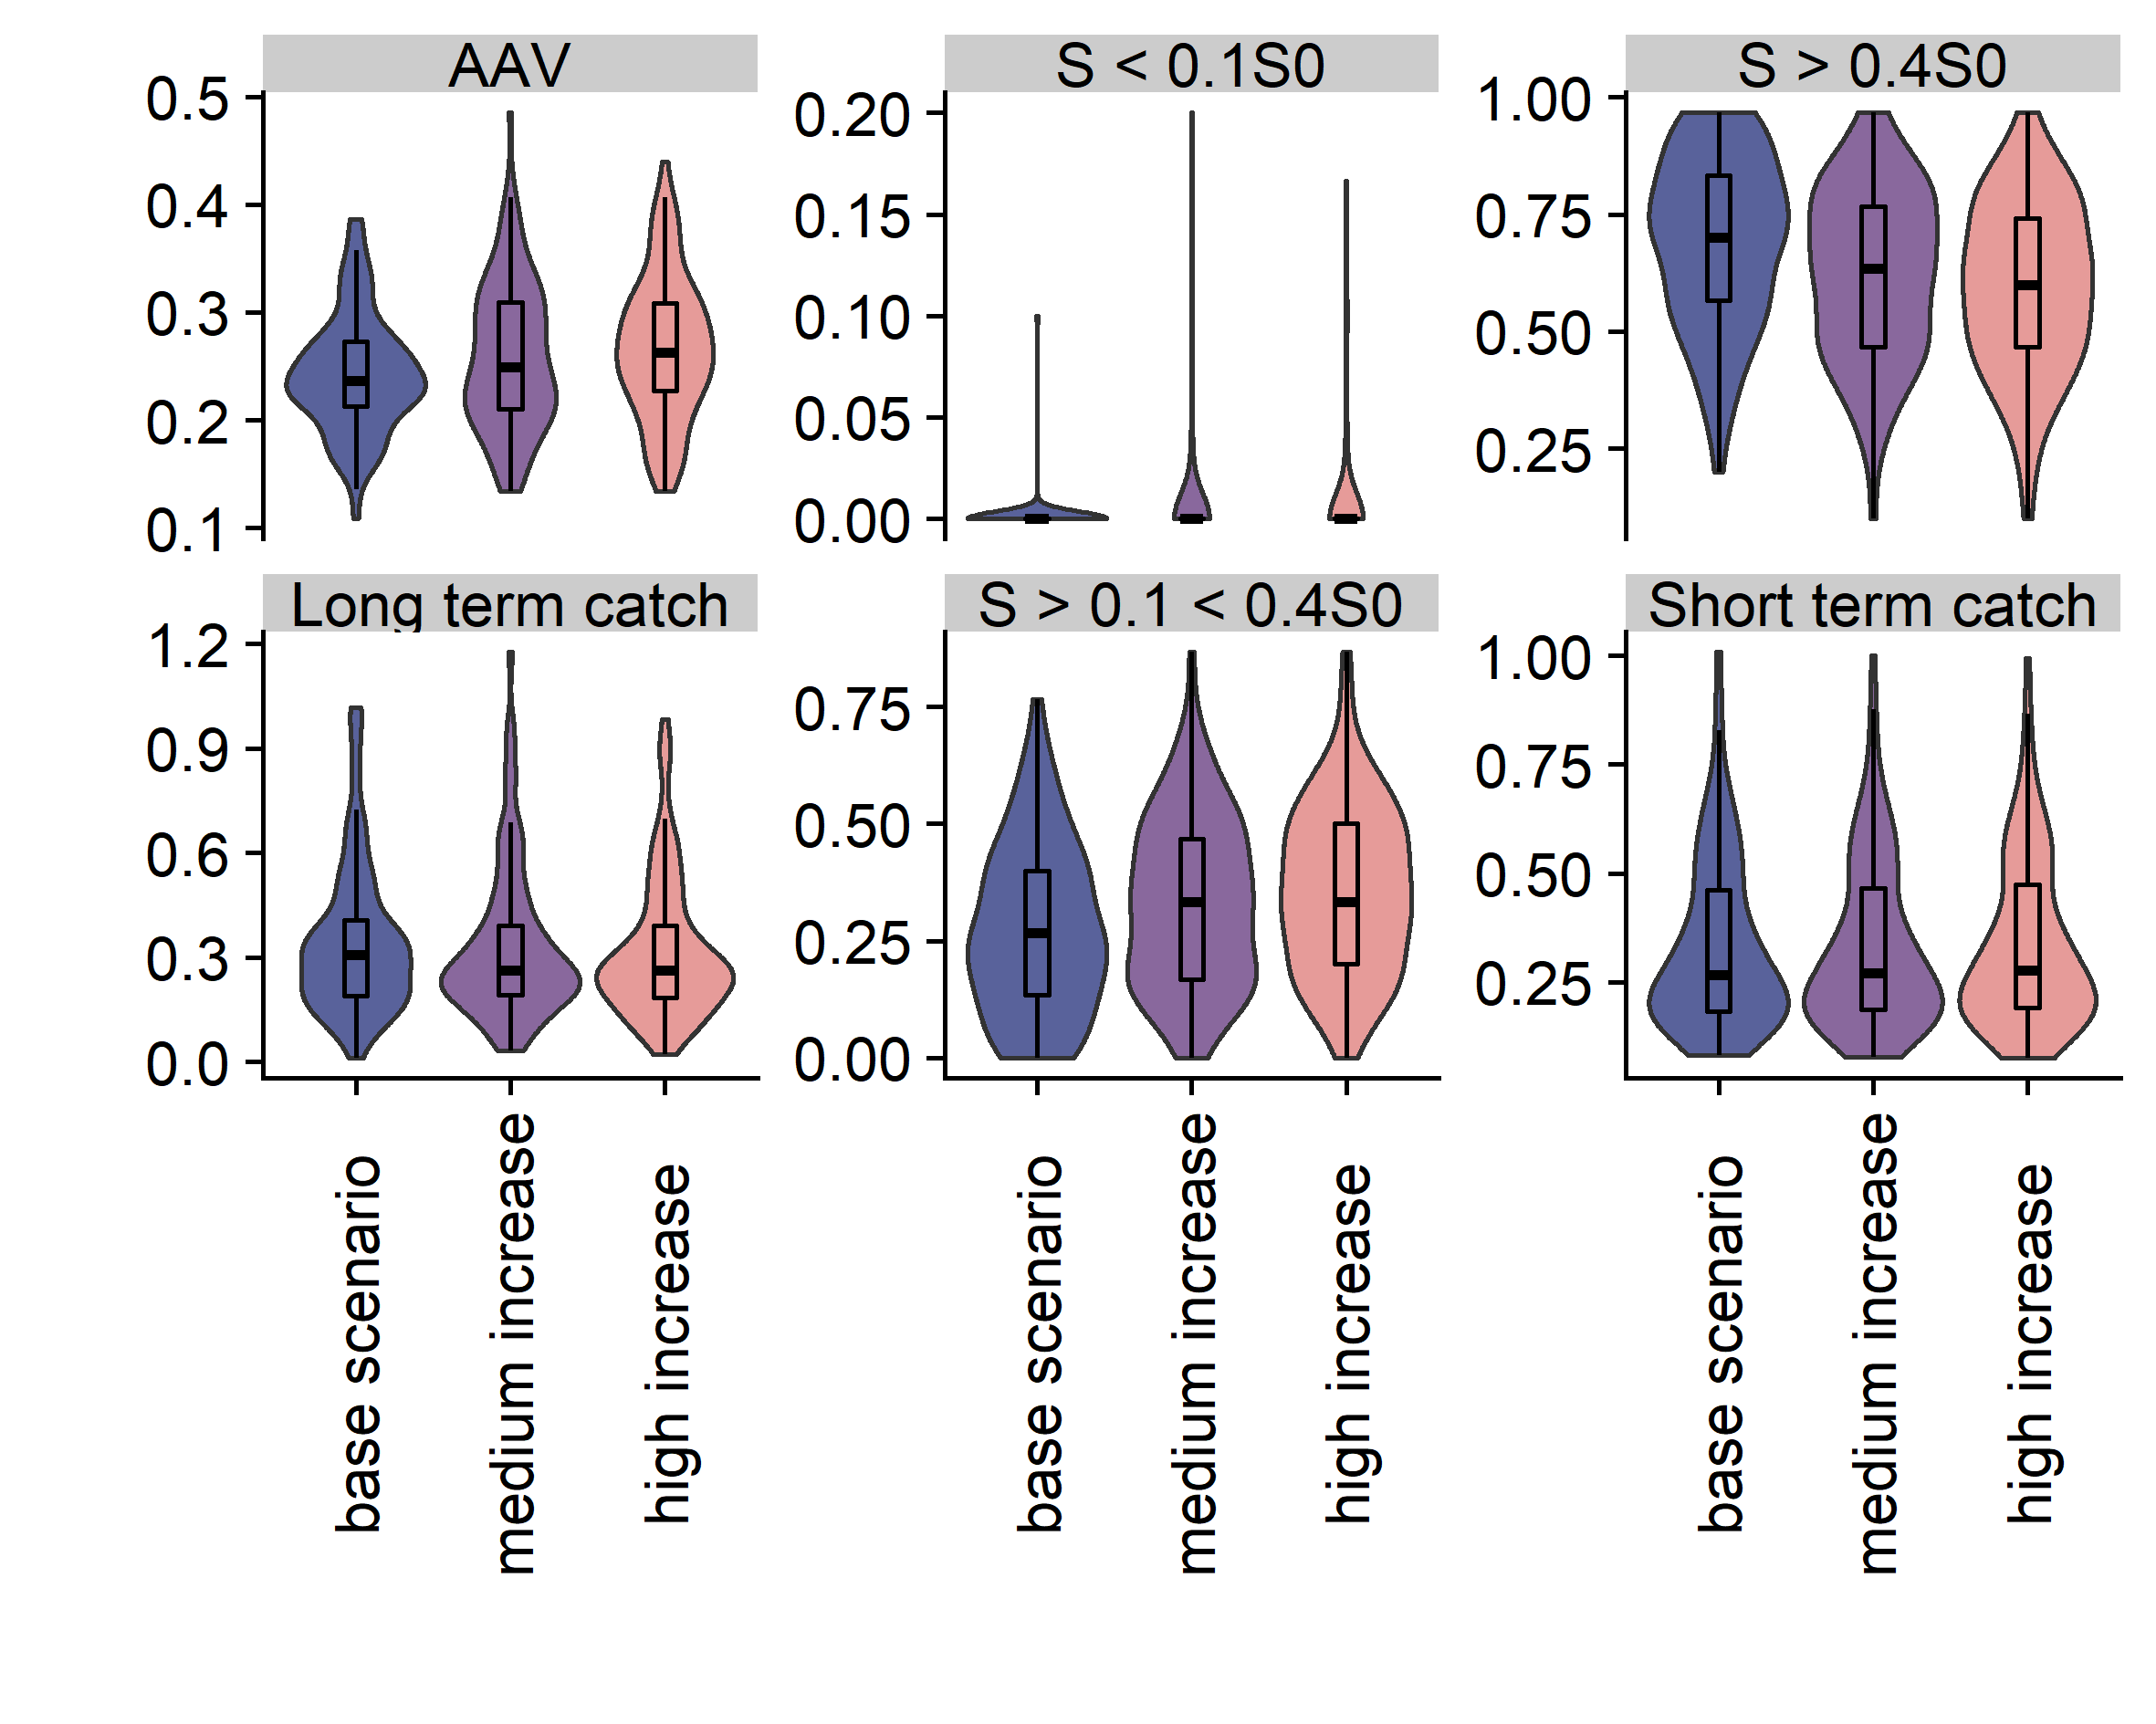 AAV
0.5
0.4
0.3
0.2
0.1
S < 0.1S0
0.20
0.15
0.10
0.05
0.00
S > 0.4S0
1.00
0.75
0.50
0.25
Long term catch
1.2
0.9
0.6
0.3
0.0
S > 0.1 < 0.4S0
0.75
0.50
0.25
0.00
Short term catch
1.00
0.75
0.50
0.25
base scenario
medium increase
high increase
base scenario
medium increase
high increase
base scenario
medium increase
high increase